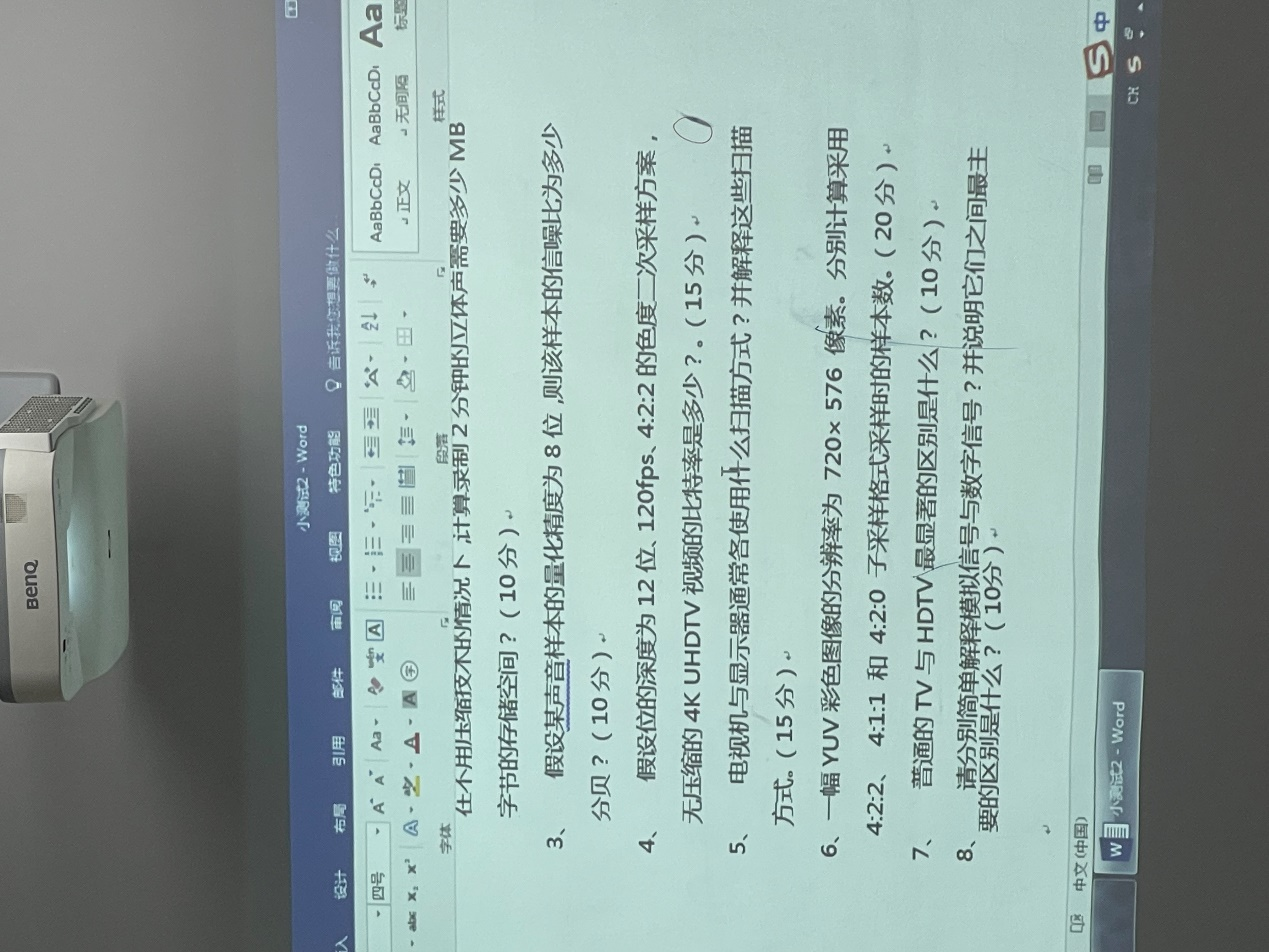 BenQ
小测试2 - Word
设计 布局 引用 邮件 审阅 视图 特色功能 告诉我您想要做什么
四号 Aa
AaBbCcDi AaBbCcDi Aa
正文 无间隔 标题
字体 段落 样式
在不用压缩技术的情况下,计算录制 2 分钟的立体声需要多少 MB
字节的存储空间?(10 分)
3、 假设某声音样本的量化精度为 8 位,则该样本的信噪比为多少
分贝?(10 分)
4、 假设位的深度为 12 位、120fps、4:2:2 的色度二次采样方案,
无压缩的 4K UHDTV 视频的比特率是多少?。(15 分)
5、 电视机与显示器通常各使用什么扫描方式?并解释这些扫描
方式。(15 分)
6、 一幅 YUV 彩色图像的分辨率为 720× 576 像素。分别计算采用
4:2:2、 4:1:1 和 4:2:0 子采样格式采样时的样本数。(20 分)
7、 普通的 TV 与 HDTV 最显著的区别是什么?(10 分)
8、 请分别简单解释模拟信号与数字信号?并说明它们之间最主
要的区别是什么?(10分)
中文(中国)
小测试2 - Word
CH
S 中